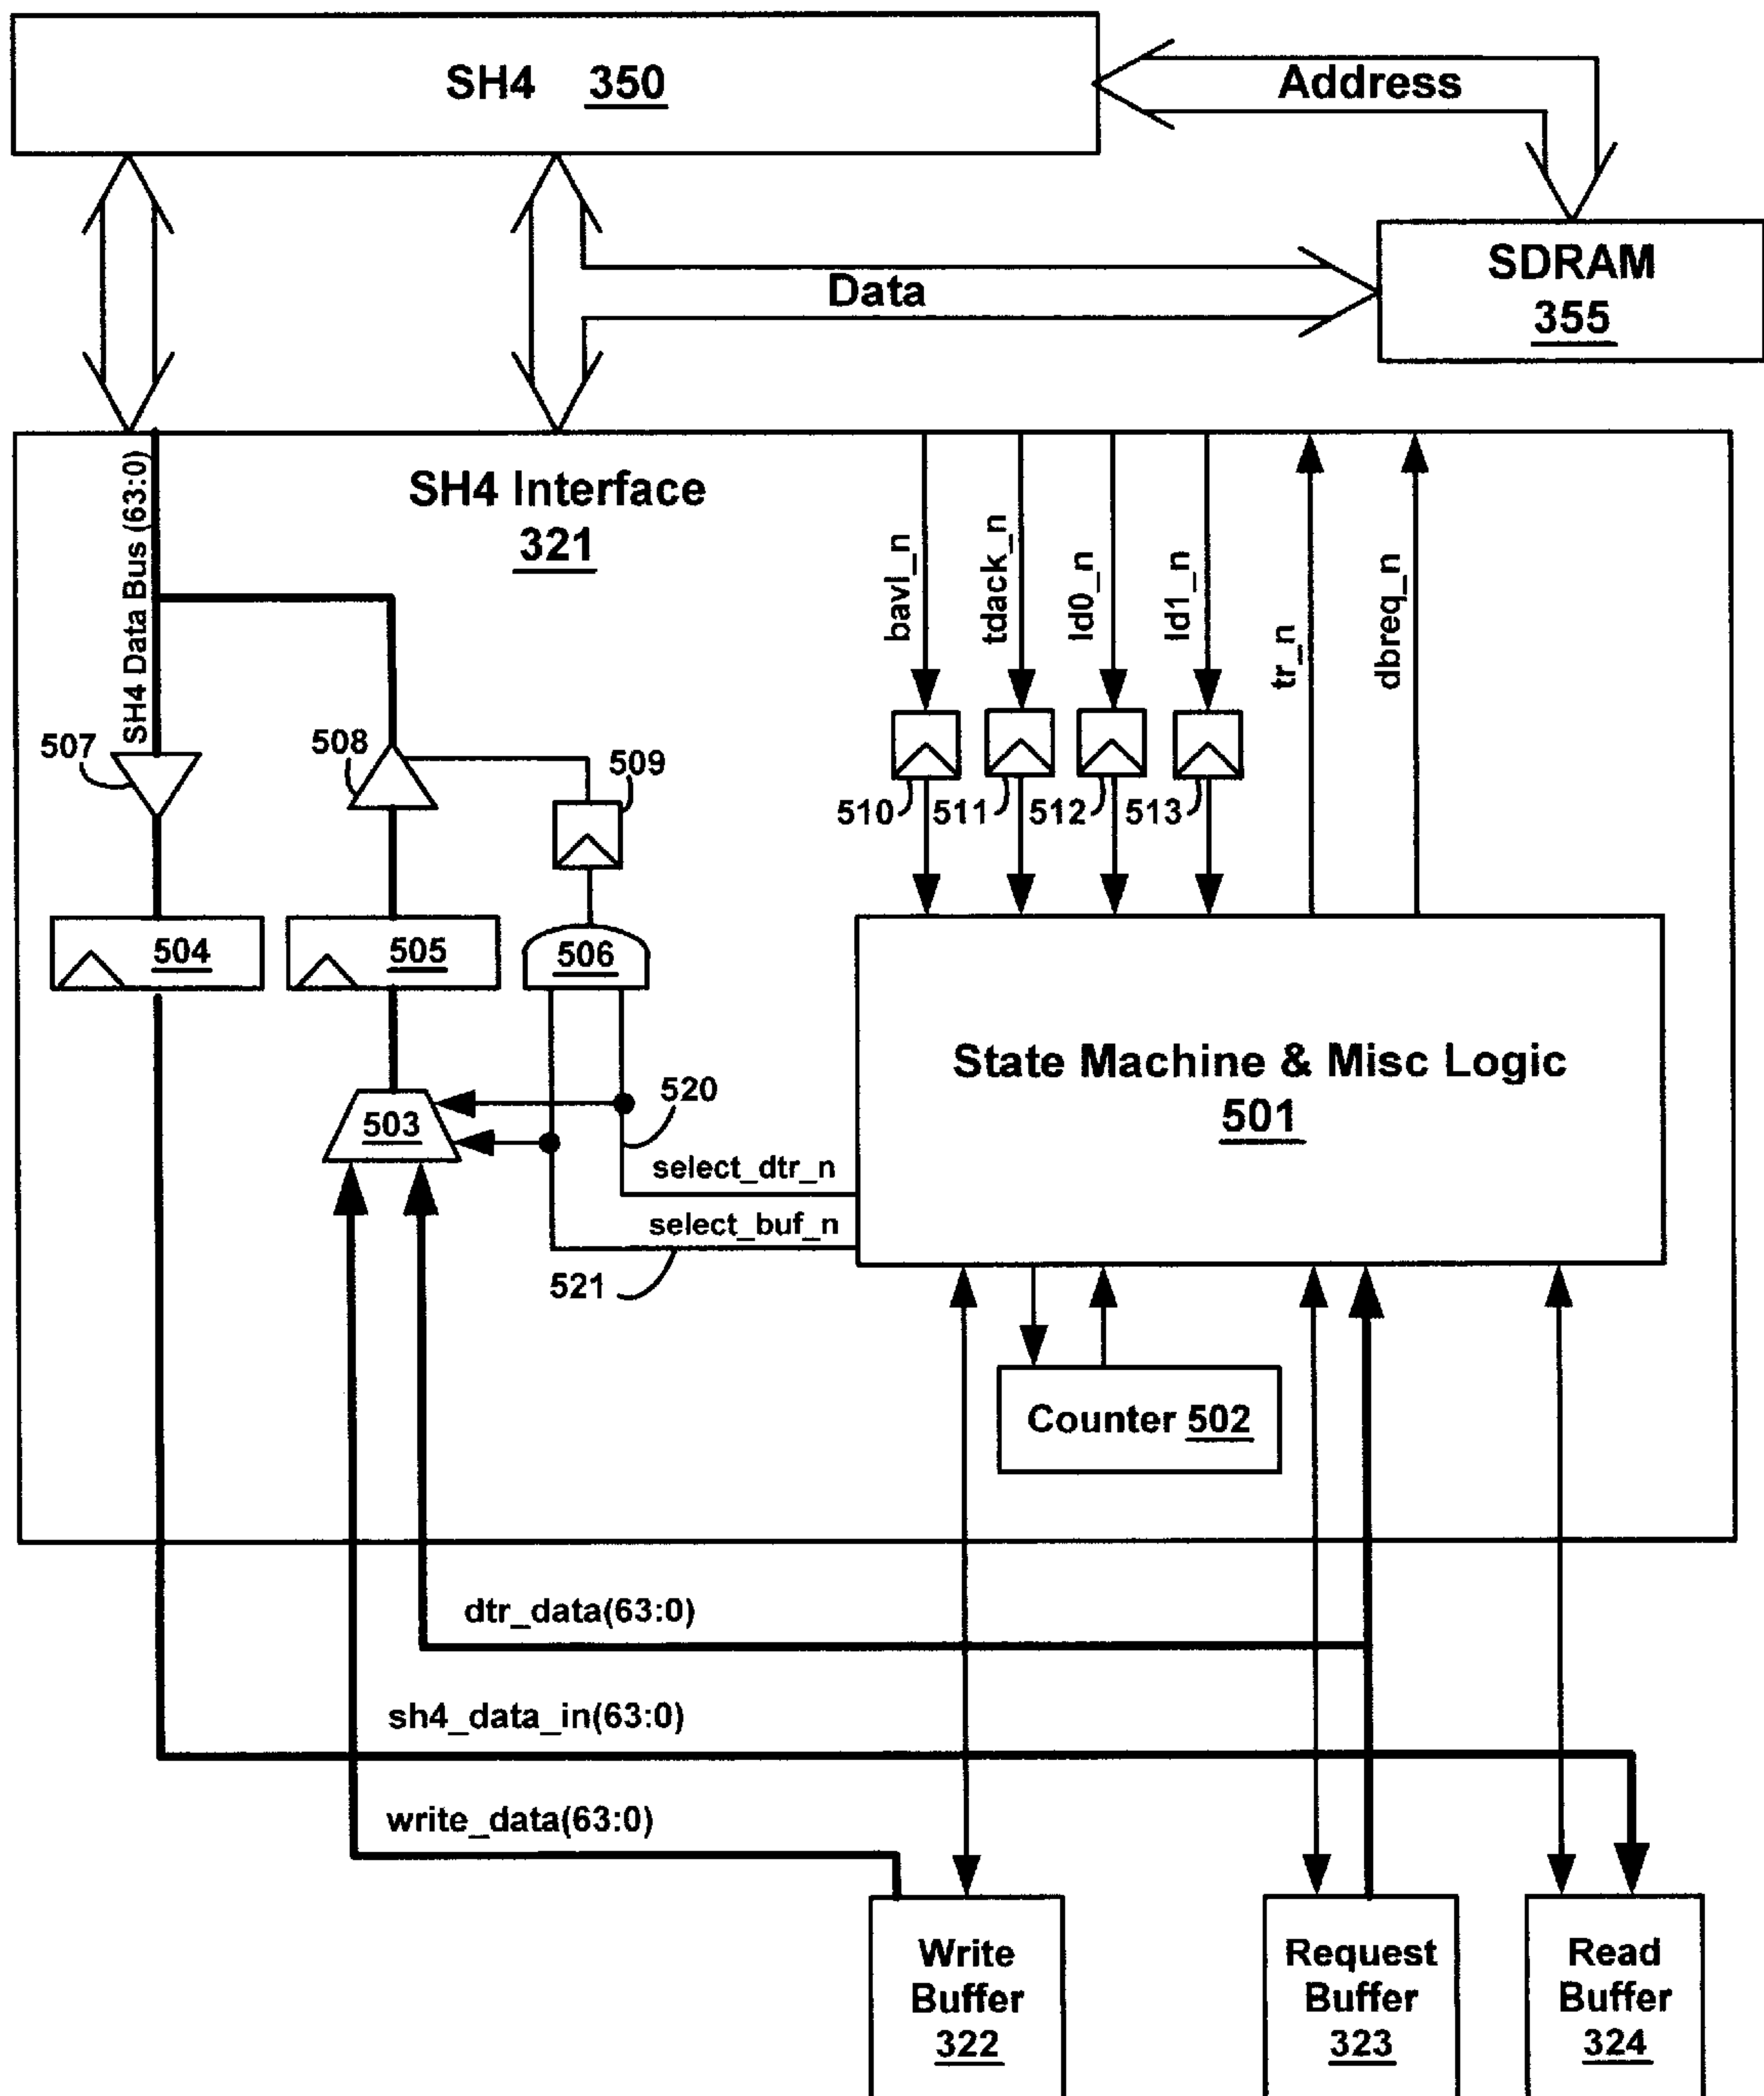 SH4 350
Address
SDRAM
355
Data
SH4 Interface
321
SH4 Data Bus (63:0)
bavl_n
tdack_n
Id0_n
Id1_n
tr_n
dbreq_n
507
508
509
510
511
512
513
504
505
506
State Machine & Misc Logic
501
503
520
select_dtr_n
select_buf_n
521
Counter 502
dtr_data(63:0)
sh4_data_in(63:0)
write_data(63:0)
Write
Buffer
322
Request
Buffer
323
Read
Buffer
324